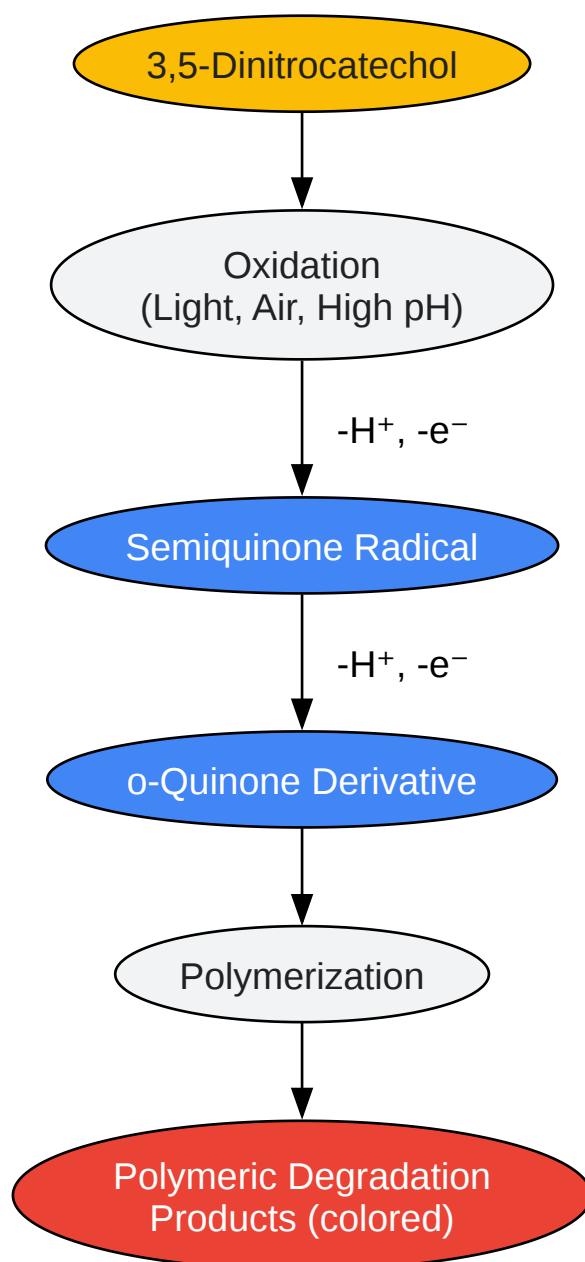 3,5-Dinitrocatechol
Oxidation
(Light, Air, High pH)
-H⁺, -e⁻
Semiquinone Radical
-H⁺, -e⁻
o-Quinone Derivative
Polymerization
Polymeric Degradation
Products (colored)